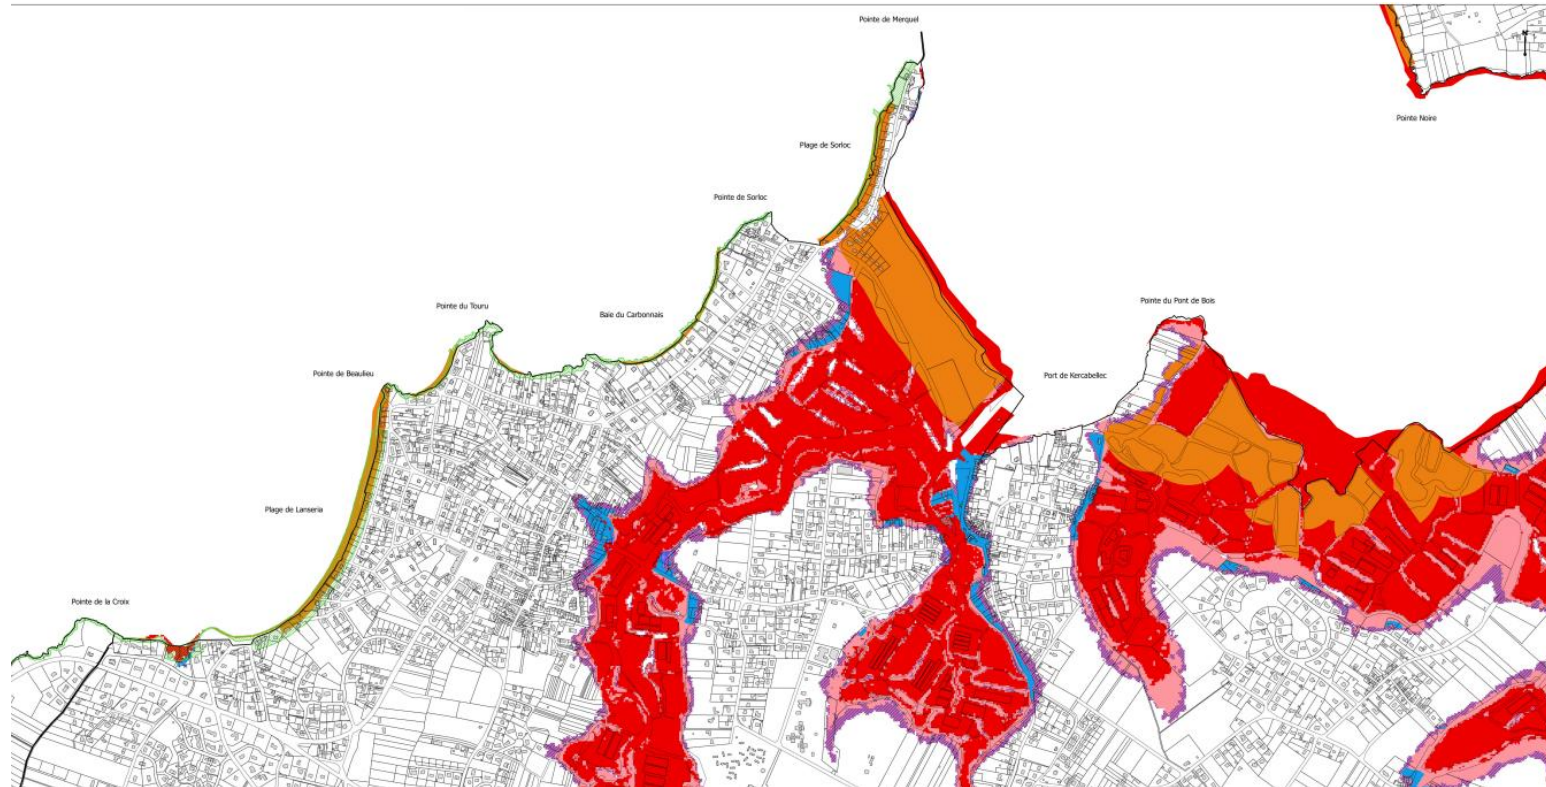 Pointe de Merquel
Pointe Noire
Plage de Sorloc
Pointe de Sorloc
Pointe du Touru
Baie du Carbonnais
Pointe du Pont de Bois
Pointe de Beaulieu
Port de Kercabellec
Plage de Lanseria
Pointe de la Croix